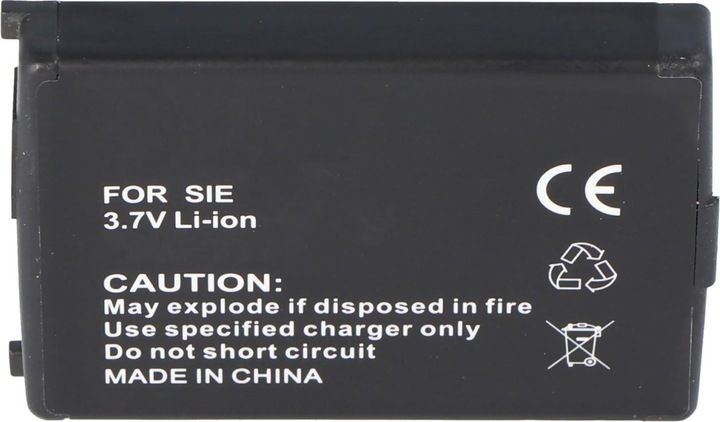 FOR SIE
3.7V Li-ion
CE
CAUTION:
May explode if disposed in fire
Use specified charger only
Do not short circuit
MADE IN CHINA